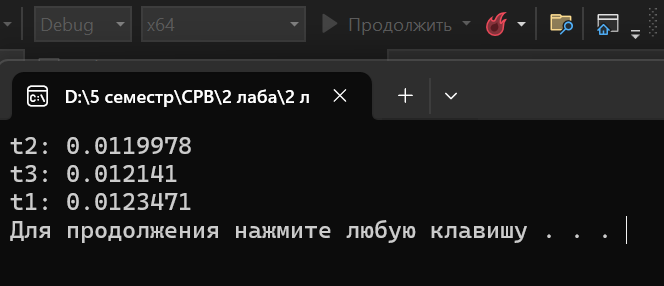 Debug x64 Продолжить
D:\5 семестр\СРВ\2 лаба\2 л
t2: 0.0119978
t3: 0.012141
t1: 0.0123471
Для продолжения нажмите любую клавишу . . .